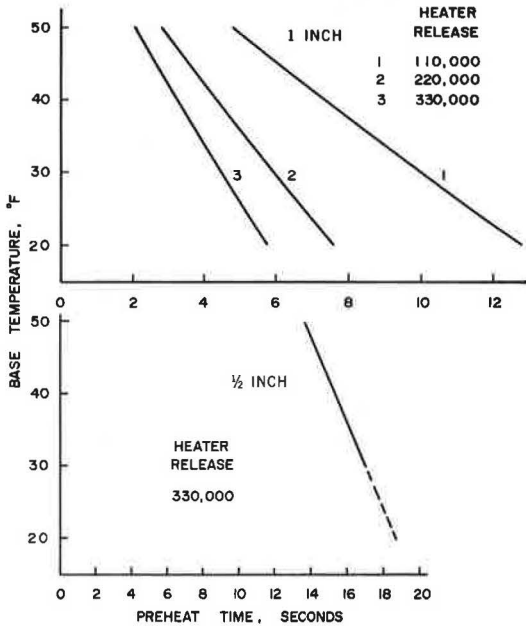 1 INCH
HEATER
RELEASE
1 110,000
2 220,000
3 330,000
50
40
30
20
3
2
1
0 2 4 6 8 10 12
BASE TEMPERATURE, °F
50
40
30
20
½ INCH
HEATER
RELEASE
330,000
0 2 4 6 8 10 12 14 16 18 20
PREHEAT TIME, SECONDS